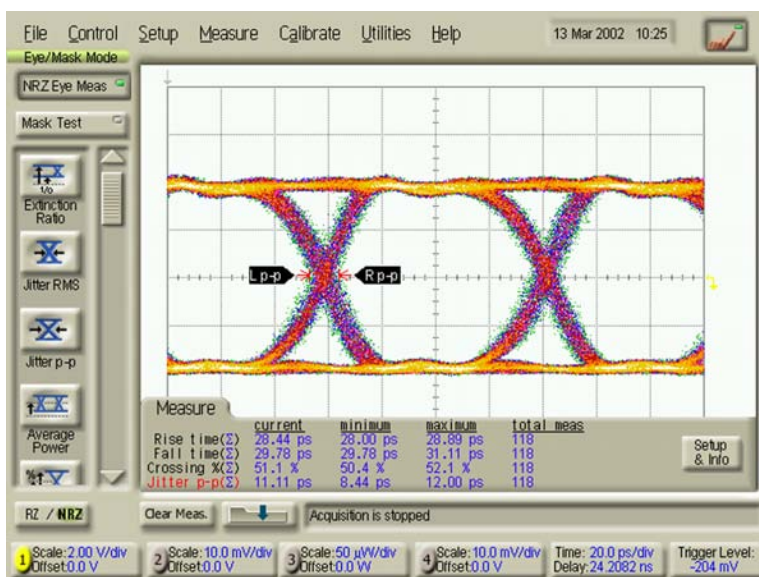 File Control Setup Measure Calibrate Utilities Help 13 Mar 2002 10:25
Eye/Mask Mode
NRZ Eye Meas
Mask Test
Extinction
Ratio
Jitter RMS
Jitter p-p
Average
Power
L p-p R p-p
Measure
current minimum maximum total meas
Rise time(Σ) 28.44 ps 28.00 ps 28.89 ps 118
Fall time(Σ) 29.78 ps 29.78 ps 31.11 ps 118
Crossing %(Σ) 51.1 % 50.4 % 52.1 % 118
Jitter p-p(Σ) 11.11 ps 8.44 ps 12.00 ps 118
Setup
& Info
RZ / NRZ
Clear Meas.
Acquisition is stopped
1 Scale:2.00 V/div
Offset:0.0 V
2 Scale:10.0 mV/div
Offset:0.0 V
3 Scale:50 µW/div
Offset:0.0 W
4 Scale:10.0 mV/div
Offset:0.0 V
Time: 20.0 ps/div
Delay:24.2082 ns
Trigger Level:
-204 mV